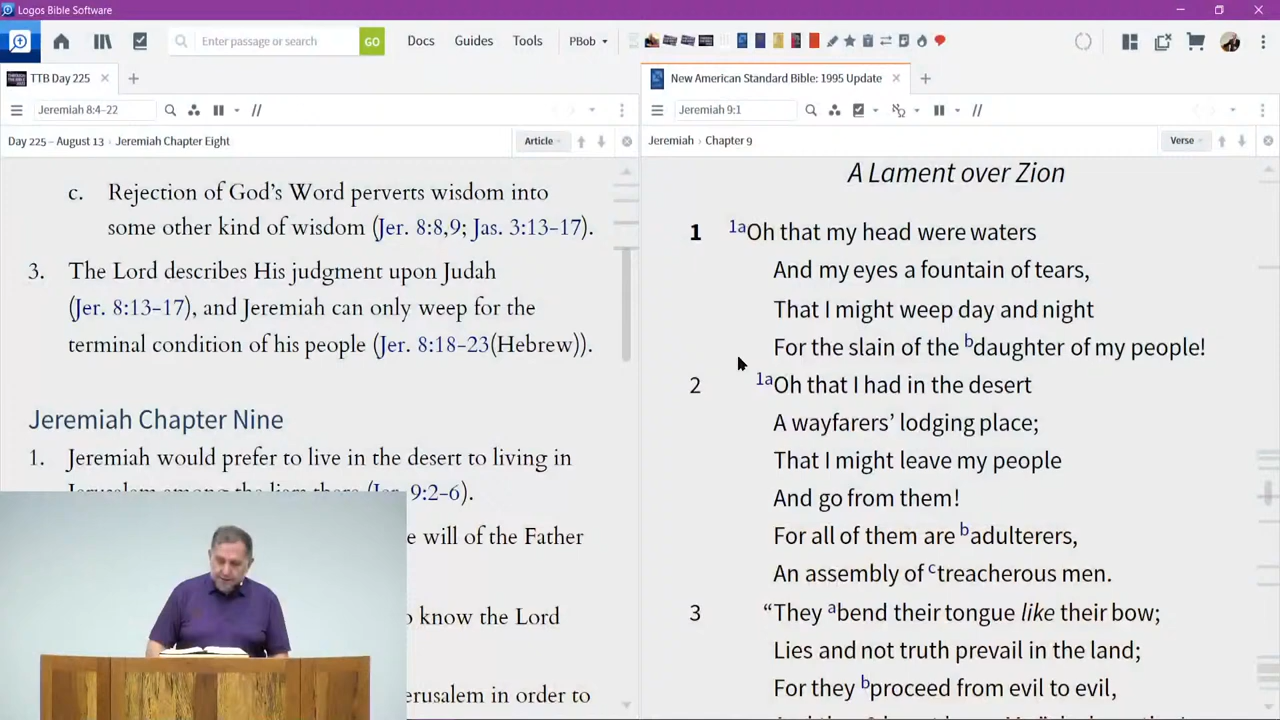 Logos Bible Software
Enter passage or search
GO
Docs
Guides
Tools
PBob
TTB Day 225
Jeremiah 8:4–22
Day 225 – August 13 › Jeremiah Chapter Eight
Article
c. Rejection of God's Word perverts wisdom into
some other kind of wisdom (Jer. 8:8,9; Jas. 3:13-17).
3. The Lord describes His judgment upon Judah
(Jer. 8:13-17), and Jeremiah can only weep for the
terminal condition of his people (Jer. 8:18-23(Hebrew)).
Jeremiah Chapter Nine
1. Jeremiah would prefer to live in the desert to living in
Jerusalem among the liars there (Jer. 9:2-6).
e will of the Father
o know the Lord
erusalem in order to
New American Standard Bible: 1995 Update
Jeremiah 9:1
Jeremiah › Chapter 9
Verse
A Lament over Zion
1 1aOh that my head were waters
And my eyes a fountain of tears,
That I might weep day and night
For the slain of the bdaughter of my people!
2 1aOh that I had in the desert
A wayfarers' lodging place;
That I might leave my people
And go from them!
For all of them are badulterers,
An assembly of ctreacherous men.
3 “They abend their tongue like their bow;
Lies and not truth prevail in the land;
For they bproceed from evil to evil,